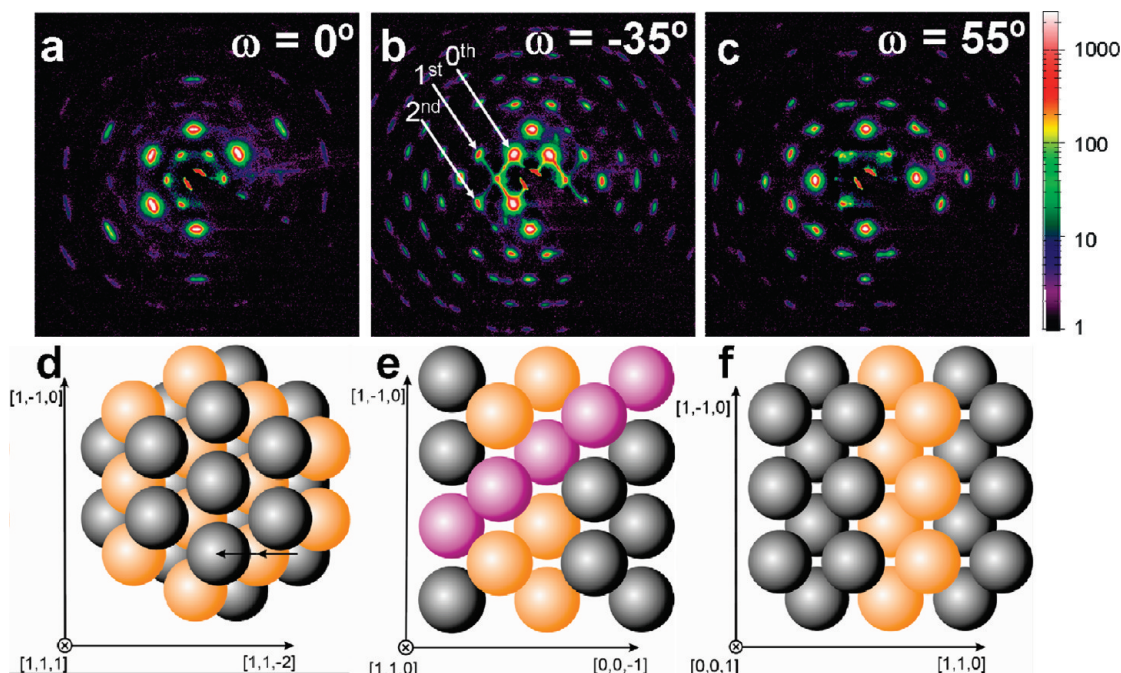 a
ω = 0º
b
ω = -35º
c
ω = 55º
0th
1st
2nd
1000
100
10
1
d
[1,-1,0]
[1,1,1]
[1,1,-2]
e
[1,-1,0]
[1,1,0]
[0,0,-1]
f
[1,-1,0]
[0,0,1]
[1,1,0]